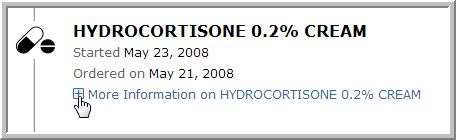 HYDROCORTISONE 0.2% CREAM
Started May 23, 2008
Ordered on May 21, 2008
More Information on HYDROCORTISONE 0.2% CREAM